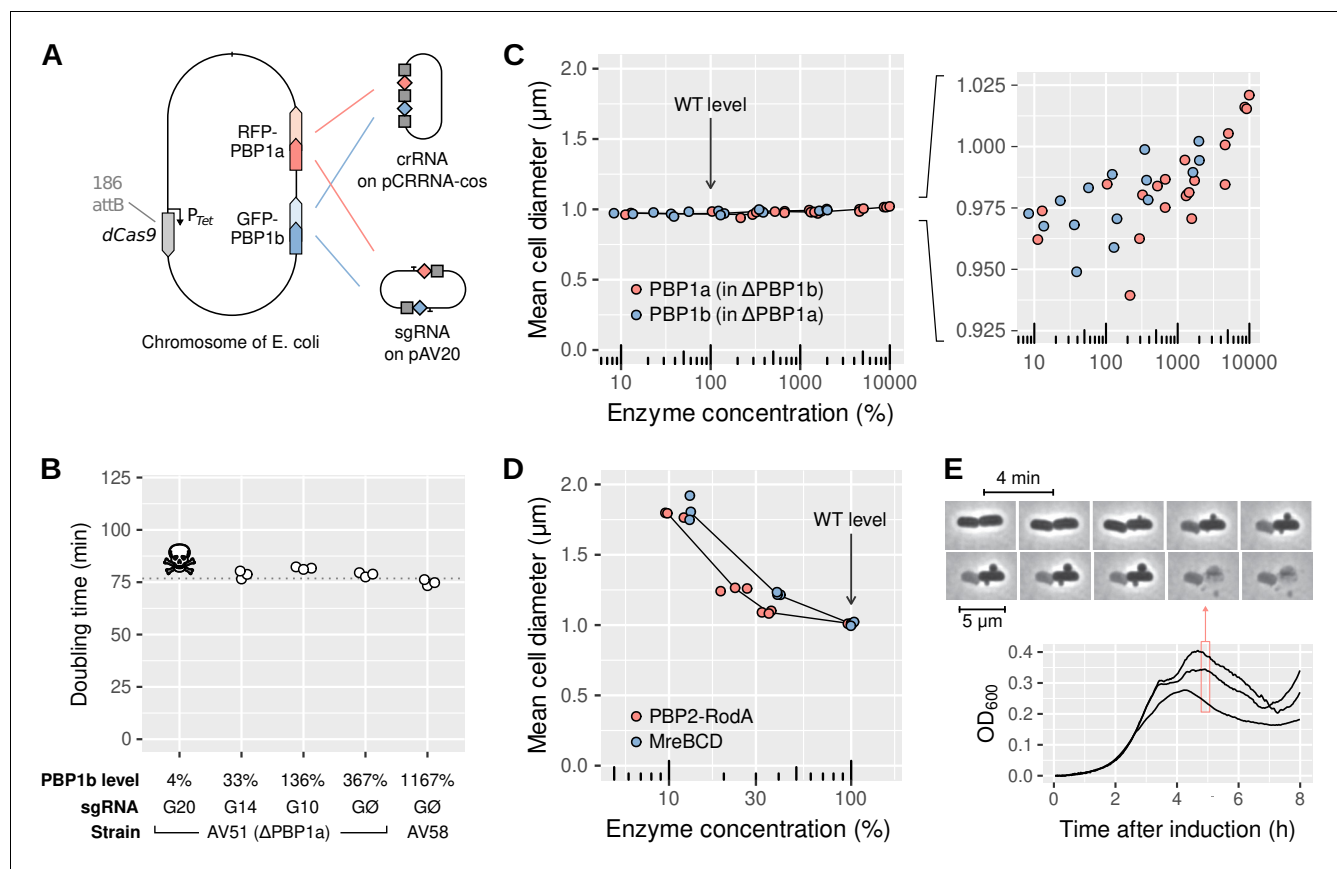 A
RFP-
PBP1a
crRNA
on pCRRNA-cos
186
attB
PTet
dCas9
GFP-
PBP1b
sgRNA
on pAV20
Chromosome of E. coli
B
Doubling time (min)
125
100
75
50
25
0
PBP1b level 4% 33% 136% 367% 1167%
sgRNA G20 G14 G10 GØ GØ
Strain AV51 (ΔPBP1a) AV58
C
Mean cell diameter (µm)
2.0
1.5
1.0
0.5
0.0
WT level
PBP1a (in ΔPBP1b)
PBP1b (in ΔPBP1a)
10 100 1000 10000
Enzyme concentration (%)
1.025
1.000
0.975
0.950
0.925
10 100 1000 10000
D
Mean cell diameter (µm)
2.0
1.5
1.0
0.5
0.0
WT level
PBP2-RodA
MreBCD
10 30 100
Enzyme concentration (%)
E
4 min
5 µm
OD600
0.4
0.3
0.2
0.1
0.0
0 2 4 6 8
Time after induction (h)